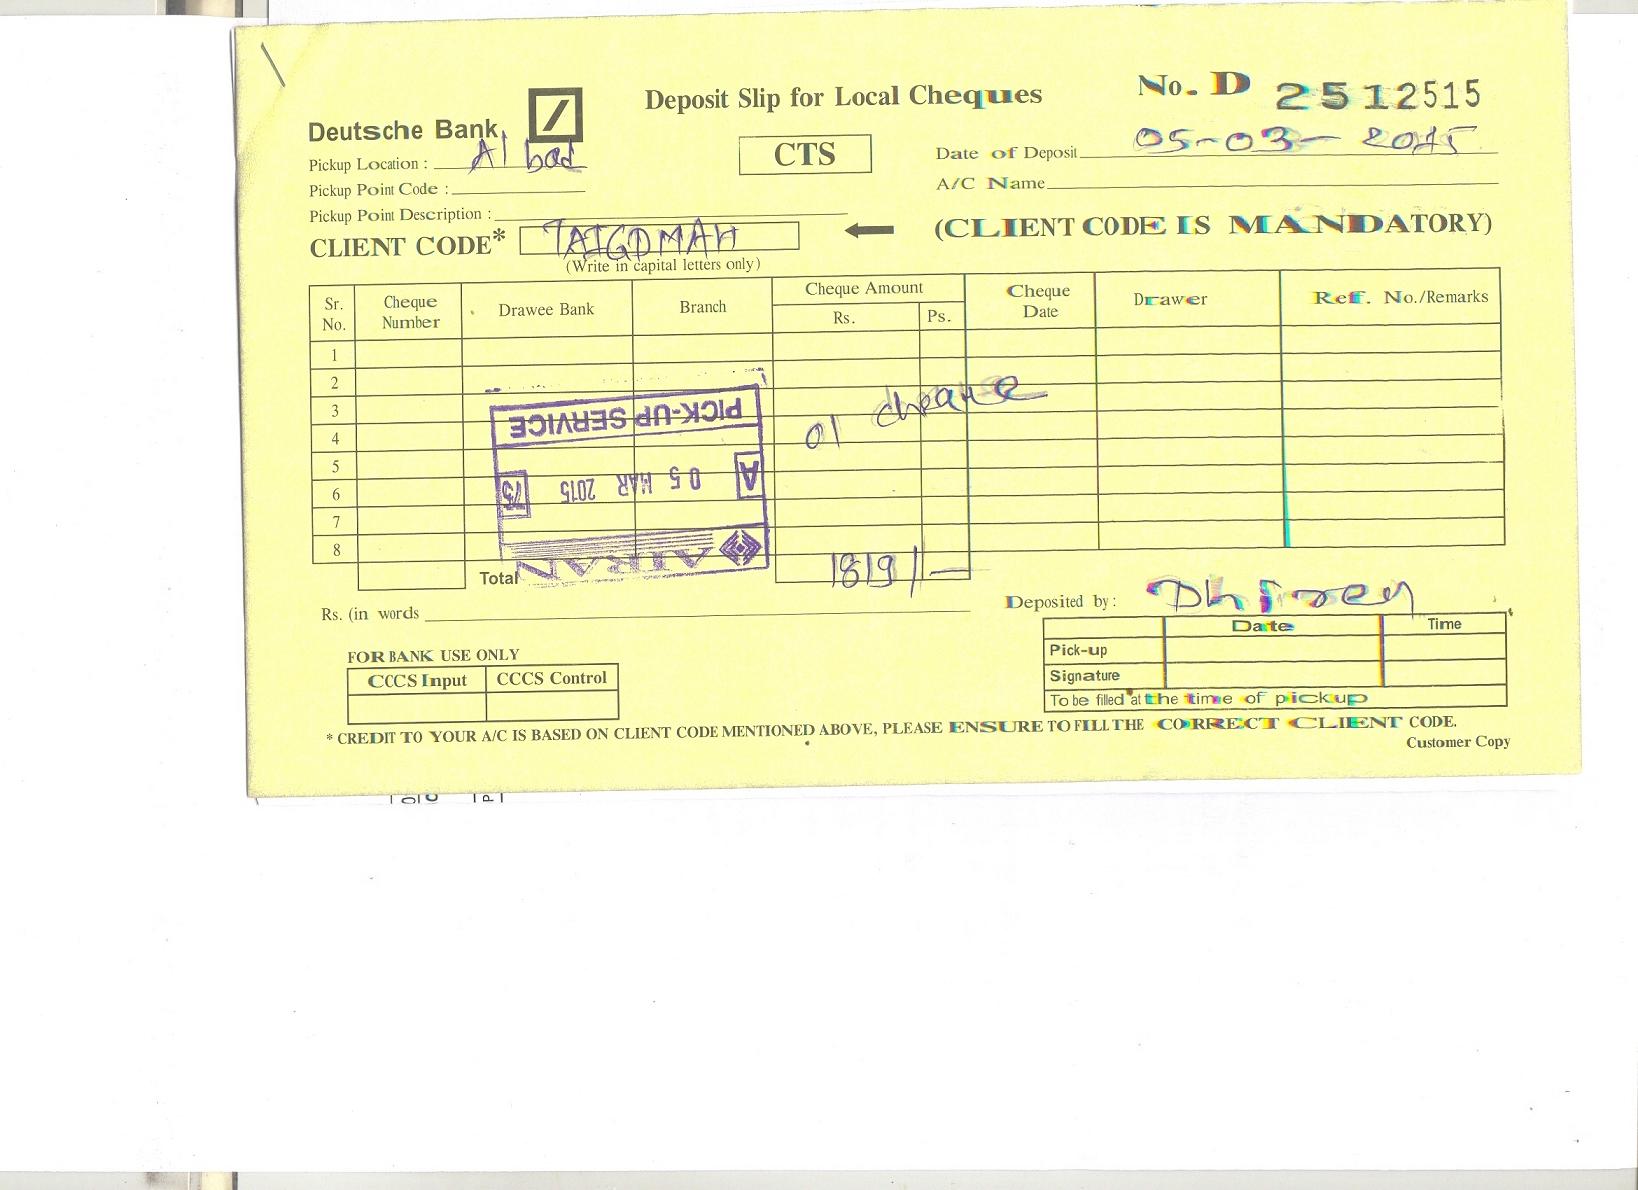 Deposit Slip for Local Cheques
No. D 2512515
Deutsche Bank
CTS
Date of Deposit 05-03-2015
Pickup Location : A'bad
A/C Name
Pickup Point Code :
Pickup Point Description :
CLIENT CODE* TAIGDMAH
(CLIENT CODE IS MANDATORY)
(Write in capital letters only)
Sr. No. Cheque Number Drawee Bank Branch Cheque Amount Rs. Ps. Cheque Date Drawer Ref. No./Remarks
1
2
3
4
5
6
7
8
01
PICK-UP SERVICE
A 05 MAR 2015
AIRAN
Total 1819/-
Rs. (in words
Deposited by :
Date Time
Pick-up
Signature
To be filled at the time of pickup
FOR BANK USE ONLY
CCCS Input CCCS Control
* CREDIT TO YOUR A/C IS BASED ON CLIENT CODE MENTIONED ABOVE, PLEASE ENSURE TO FILL THE CORRECT CLIENT CODE.
Customer Copy